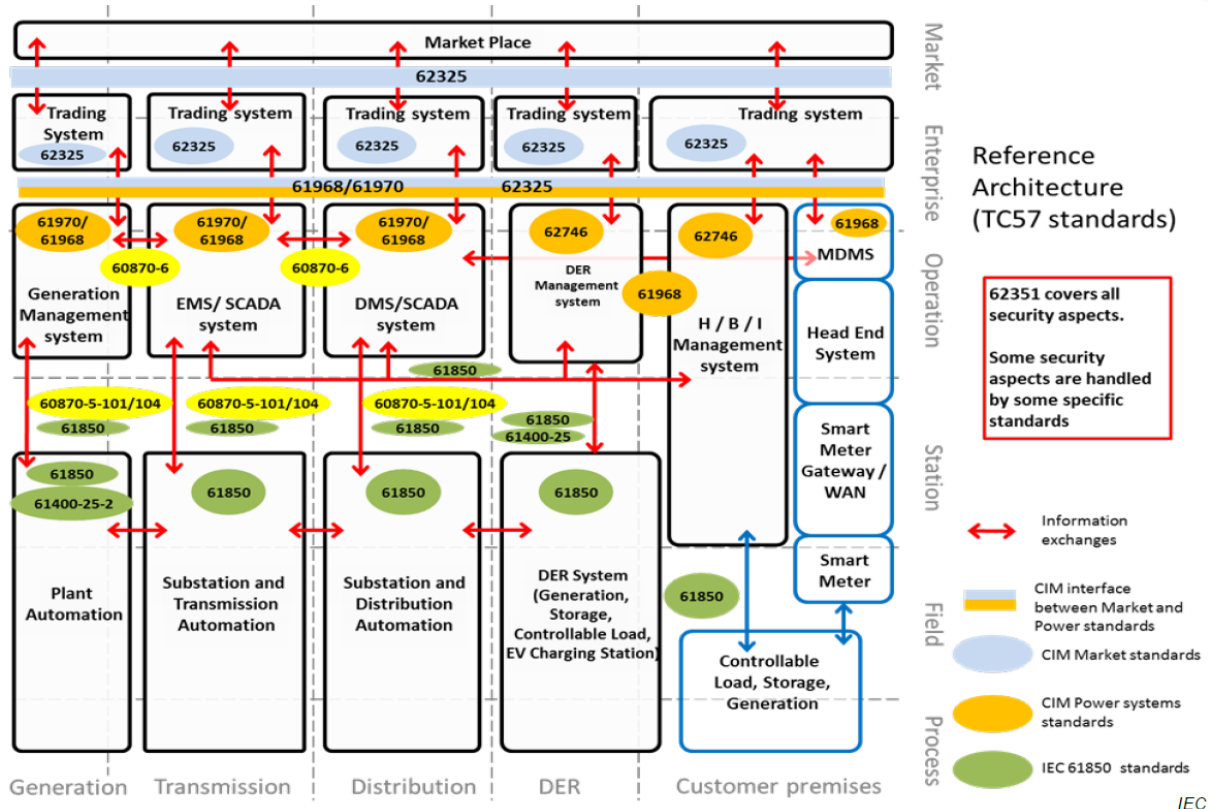 Market Place
62325
Trading
System
62325
Trading system
62325
Trading system
62325
Trading system
62325
Trading system
62325
61968/61970
62325
61970/
61968
Generation
Management
system
60870-6
61970/
61968
EMS/ SCADA
system
60870-6
61970/
61968
DMS/SCADA
system
62746
DER
Management
system
61968
62746
H / B / I
Management
system
61968
MDMS
Head End
System
Smart
Meter
Gateway /
WAN
Smart
Meter
61850
60870-5-101/104
61850
60870-5-101/104
61850
60870-5-101/104
61850
61850
61400-25
61850
61400-25-2
Plant
Automation
61850
Substation and
Transmission
Automation
61850
Substation and
Distribution
Automation
61850
DER System
(Generation,
Storage,
Controllable Load,
EV Charging Station)
61850
Controllable
Load, Storage,
Generation
Generation
Transmission
Distribution
DER
Customer premises
Market
Enterprise
Operation
Station
Field
Process
Reference
Architecture
(TC57 standards)
62351 covers all
security aspects.
Some security
aspects are handled
by some specific
standards
Information
exchanges
CIM interface
between Market and
Power standards
CIM Market standards
CIM Power systems
standards
IEC 61850 standards
IEC